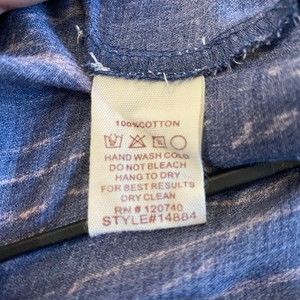 100%COTTON
HAND WASH COLD
DO NOT BLEACH
HANG TO DRY
FOR BEST RESULTS
DRY CLEAN
RN # 120740
STYLE#14884